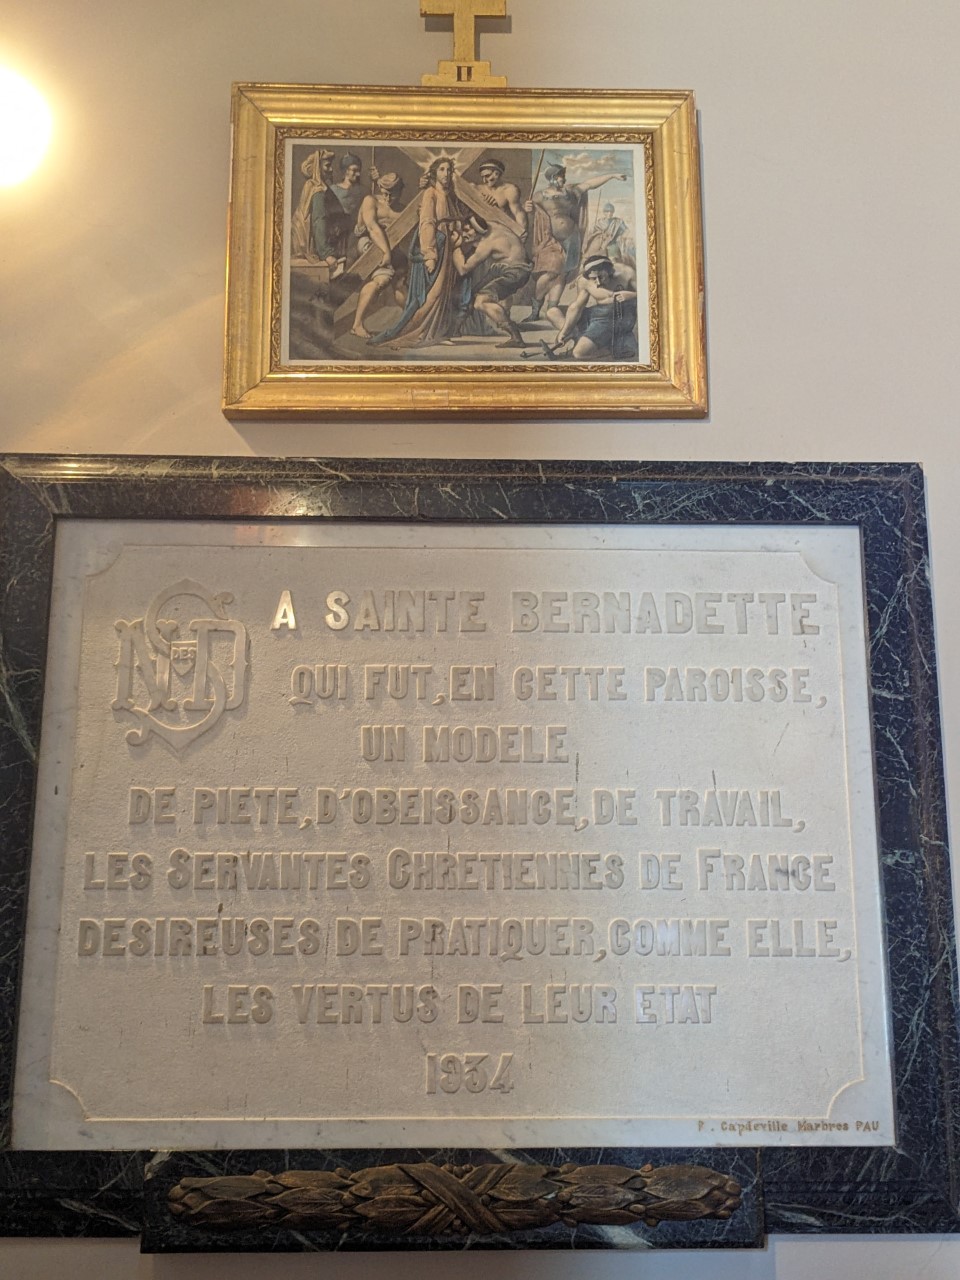 II
A SAINTE BERNADETTE
QUI FUT, EN CETTE PAROISSE,
UN MODELE
DE PIETE, D'OBEISSANCE, DE TRAVAIL,
LES SERVANTES CHRETIENNES DE FRANCE
DESIREUSES DE PRATIQUER, COMME ELLE,
LES VERTUS DE LEUR ETAT
1934
DES
P. Capdeville Marbres PAU